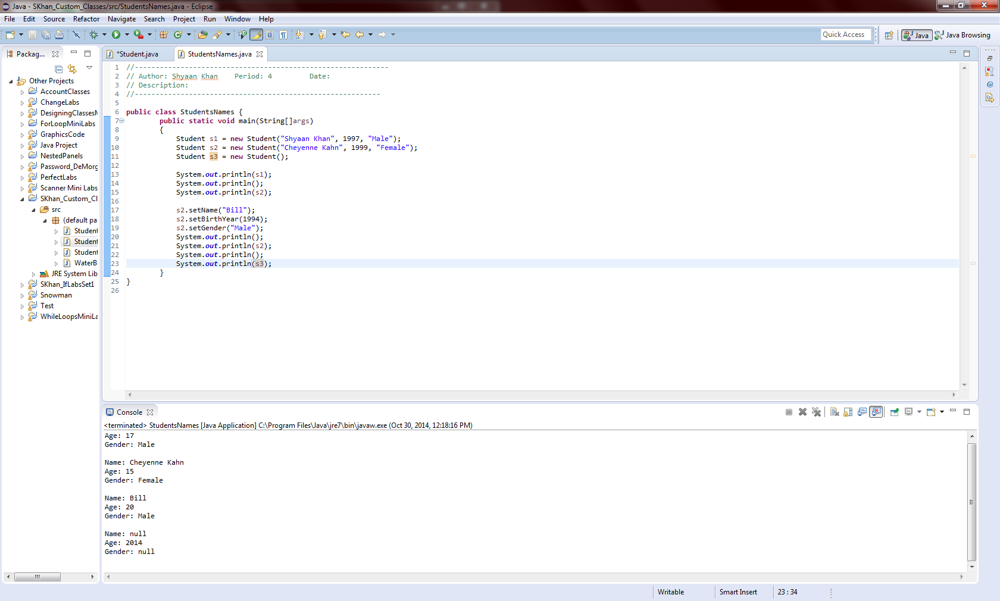 Java - SKhan_Custom_Classes/src/StudentsNames.java - Eclipse
File Edit Source Refactor Navigate Search Project Run Window Help
Quick Access
Java
Java Browsing
Packag...
Other Projects
AccountClasses
ChangeLabs
DesigningClassesM
ForLoopMiniLabs
GraphicsCode
Java Project
NestedPanels
Password_DeMorg
PerfectLabs
Scanner Mini Labs
SKhan_Custom_Cl
src
(default pa
Student
Student
Student
WaterB
JRE System Lib
SKhan_IfLabsSet1
Snowman
Test
WhileLoopsMiniLa
*Student.java
StudentsNames.java
1 //-------------------------------------------------------------
2 // Author: Shyaan Khan Period: 4 Date:
3 // Description:
4 //-----------------------------------------------------------
5
6 public class StudentsNames {
7 public static void main(String[]args)
8 {
9 Student s1 = new Student("Shyaan Khan", 1997, "Male");
10 Student s2 = new Student("Cheyenne Kahn", 1999, "Female");
11 Student s3 = new Student();
12
13 System.out.println(s1);
14 System.out.println();
15 System.out.println(s2);
16
17 s2.setName("Bill");
18 s2.setBirthYear(1994);
19 s2.setGender("Male");
20 System.out.println();
21 System.out.println(s2);
22 System.out.println();
23 System.out.println(s3);
24 }
25 }
26
Console
<terminated> StudentsNames [Java Application] C:\Program Files\Java\jre7\bin\javaw.exe (Oct 30, 2014, 12:18:16 PM)
Age: 17
Gender: Male
Name: Cheyenne Kahn
Age: 15
Gender: Female
Name: Bill
Age: 20
Gender: Male
Name: null
Age: 2014
Gender: null
Writable
Smart Insert
23 : 34